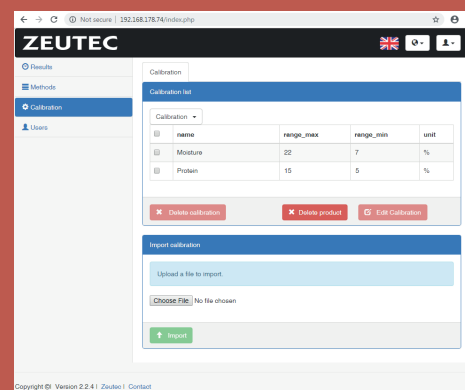 Not secure | 192.168.178.74/index.php
ZEUTEC
Results
Methods
Calibration
Users
Calibration
Calibration list
Calibration
name range_max range_min unit
Moisture 22 7 %
Protein 15 5 %
Delete calibration Delete product Edit Calibration
Import calibration
Upload a file to import.
Choose File No file chosen
Import
Copyright © | Version 2.2.4 | Zeutec | Contact